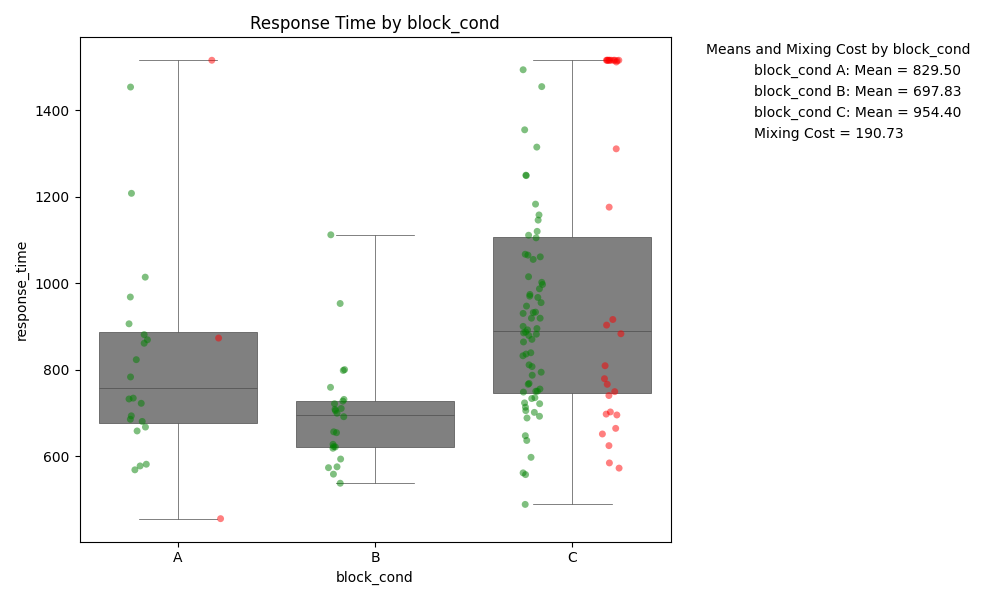 Response Time by block_cond
Means and Mixing Cost by block_cond
block_cond A: Mean = 829.50
block_cond B: Mean = 697.83
block_cond C: Mean = 954.40
Mixing Cost = 190.73
response_time
1400
1200
1000
800
600
A
B
C
block_cond